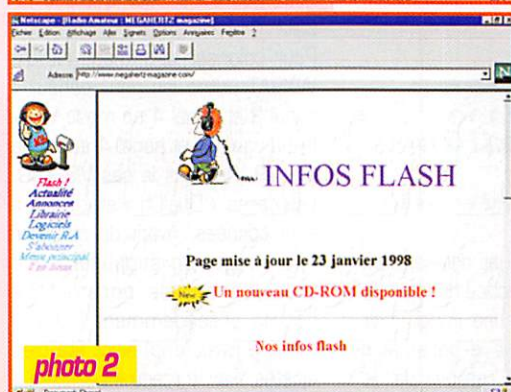 Netscape - [Radio Amateur : MEGAHERTZ magazine]
Fichier Edition Affichage Aller Signets Options Annuaires Fenêtre ?
Adresse http://www.megahertz-magazine.com/
N
Flash !
Actualité
Annonces
Librairie
Logiciels
Devenir R.A
S'abonner
Menu principal
INFOS FLASH
Page mise à jour le 23 janvier 1998
New
Un nouveau CD-ROM disponible !
Nos infos flash
photo 2